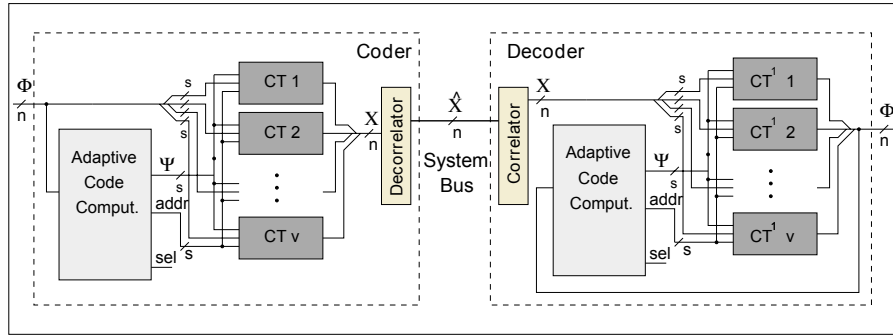 Coder
Decoder
Φ
n
s
s
CT 1
CT 2
CT v
Adaptive
Code
Comput.
Ψ
s
addr
s
sel
X
n
Decorrelator
X̂
n
System
Bus
Correlator
X
n
s
s
CT¹ 1
CT¹ 2
CT¹ v
Adaptive
Code
Comput.
Ψ
s
addr
s
sel
Φ
n